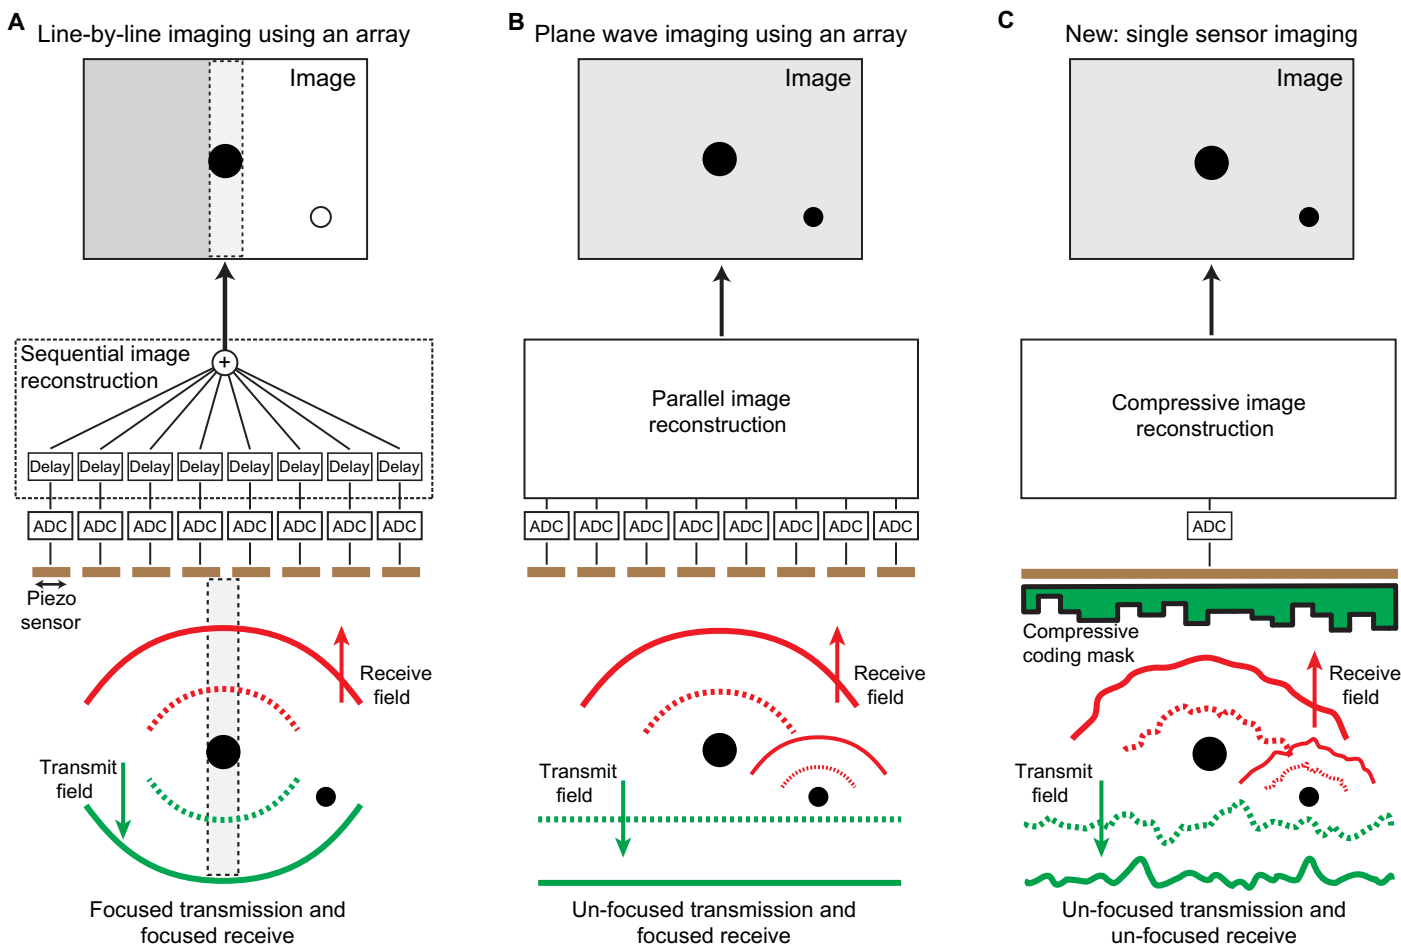 A
Line-by-line imaging using an array
Image
Sequential image
reconstruction
+
Delay Delay Delay Delay Delay Delay Delay Delay
ADC ADC ADC ADC ADC ADC ADC ADC
Piezo
sensor
Receive
field
Transmit
field
Focused transmission and
focused receive
B
Plane wave imaging using an array
Image
Parallel image
reconstruction
ADC ADC ADC ADC ADC ADC ADC ADC
Receive
field
Transmit
field
Un-focused transmission and
focused receive
C
New: single sensor imaging
Image
Compressive image
reconstruction
ADC
Compressive
coding mask
Receive
field
Transmit
field
Un-focused transmission and
un-focused receive